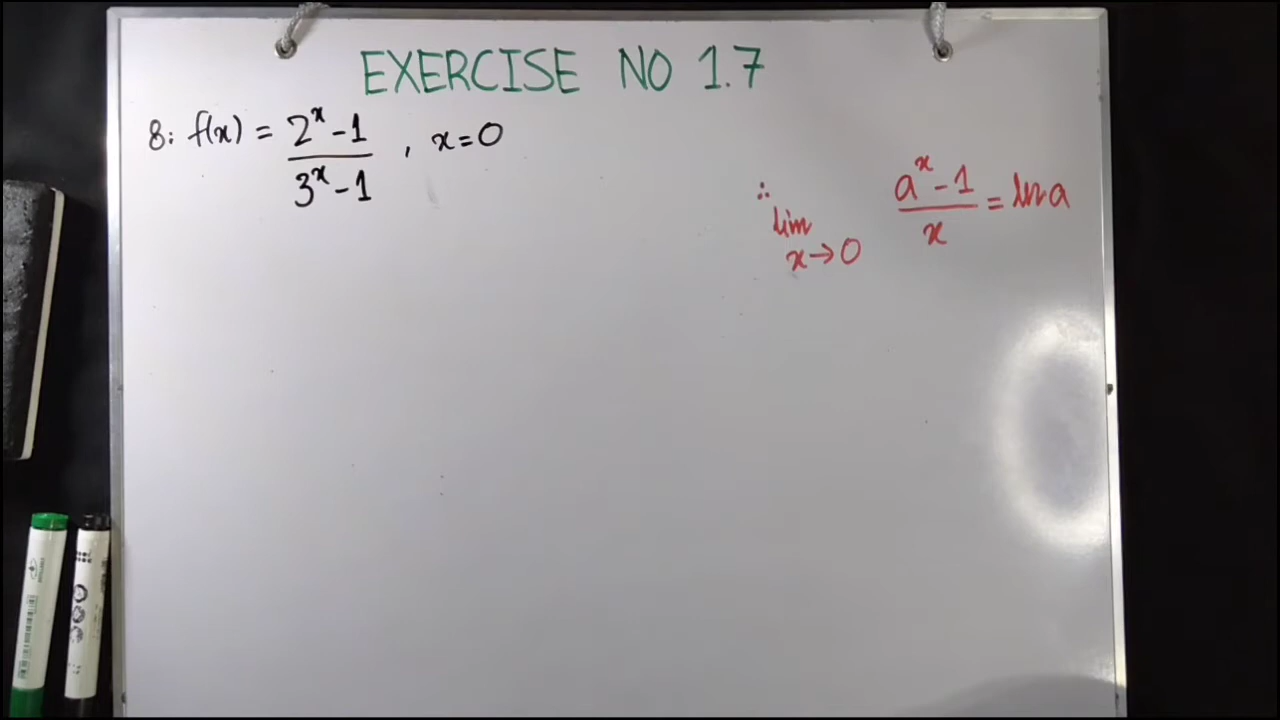 EXERCISE NO 1.7
8: f(x) = 2^x - 1 / 3^x - 1 , x = 0
∴ lim x→0 a^x - 1 / x = ln a